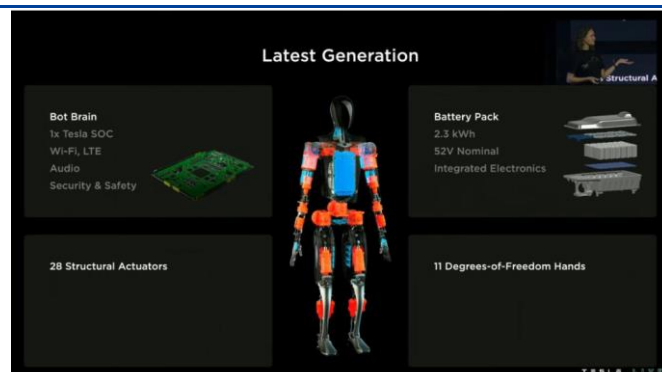 Latest Generation
Structural A
Bot Brain
1x Tesla SOC
Wi-Fi, LTE
Audio
Security & Safety
Battery Pack
2.3 kWh
52V Nominal
Integrated Electronics
28 Structural Actuators
11 Degrees-of-Freedom Hands